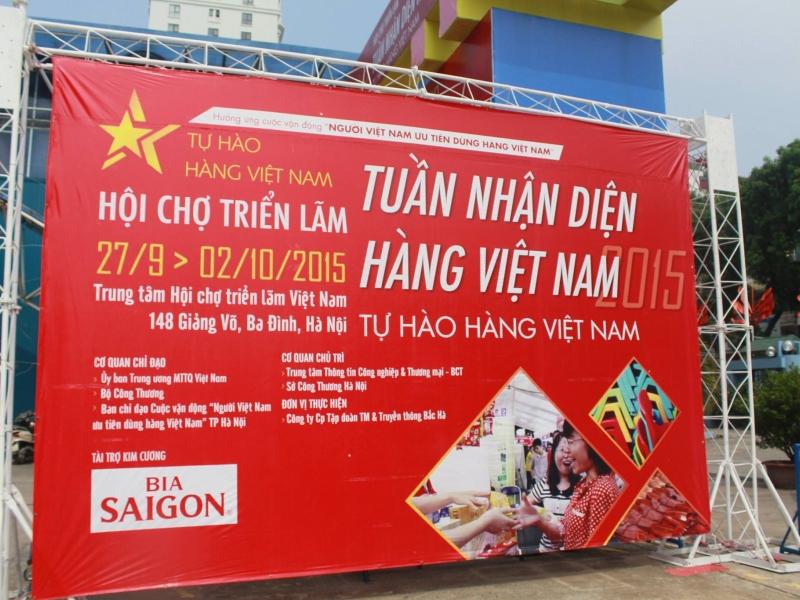 Hưởng ứng cuộc vận động "NGƯỜI VIỆT NAM ƯU TIÊN DÙNG HÀNG VIỆT NAM"
TỰ HÀO
HÀNG VIỆT NAM
HỘI CHỢ TRIỂN LÃM
27/9 > 02/10/2015
Trung tâm Hội chợ triển lãm Việt Nam
148 Giảng Võ, Ba Đình, Hà Nội
TUẦN NHẬN DIỆN
HÀNG VIỆT NAM 2015
TỰ HÀO HÀNG VIỆT NAM
CƠ QUAN CHỈ ĐẠO
› Ủy ban Trung ương MTTQ Việt Nam
› Bộ Công Thương
› Ban chỉ đạo Cuộc vận động "Người Việt Nam
ưu tiên dùng hàng Việt Nam" TP Hà Nội
CƠ QUAN CHỦ TRÌ
› Trung tâm Thông tin Công nghiệp & Thương mại - BCT
› Sở Công Thương Hà Nội
ĐƠN VỊ THỰC HIỆN
› Công ty Cp Tập đoàn TM & Truyền thông Bắc Hà
TÀI TRỢ KIM CƯƠNG
BIA
SAIGON